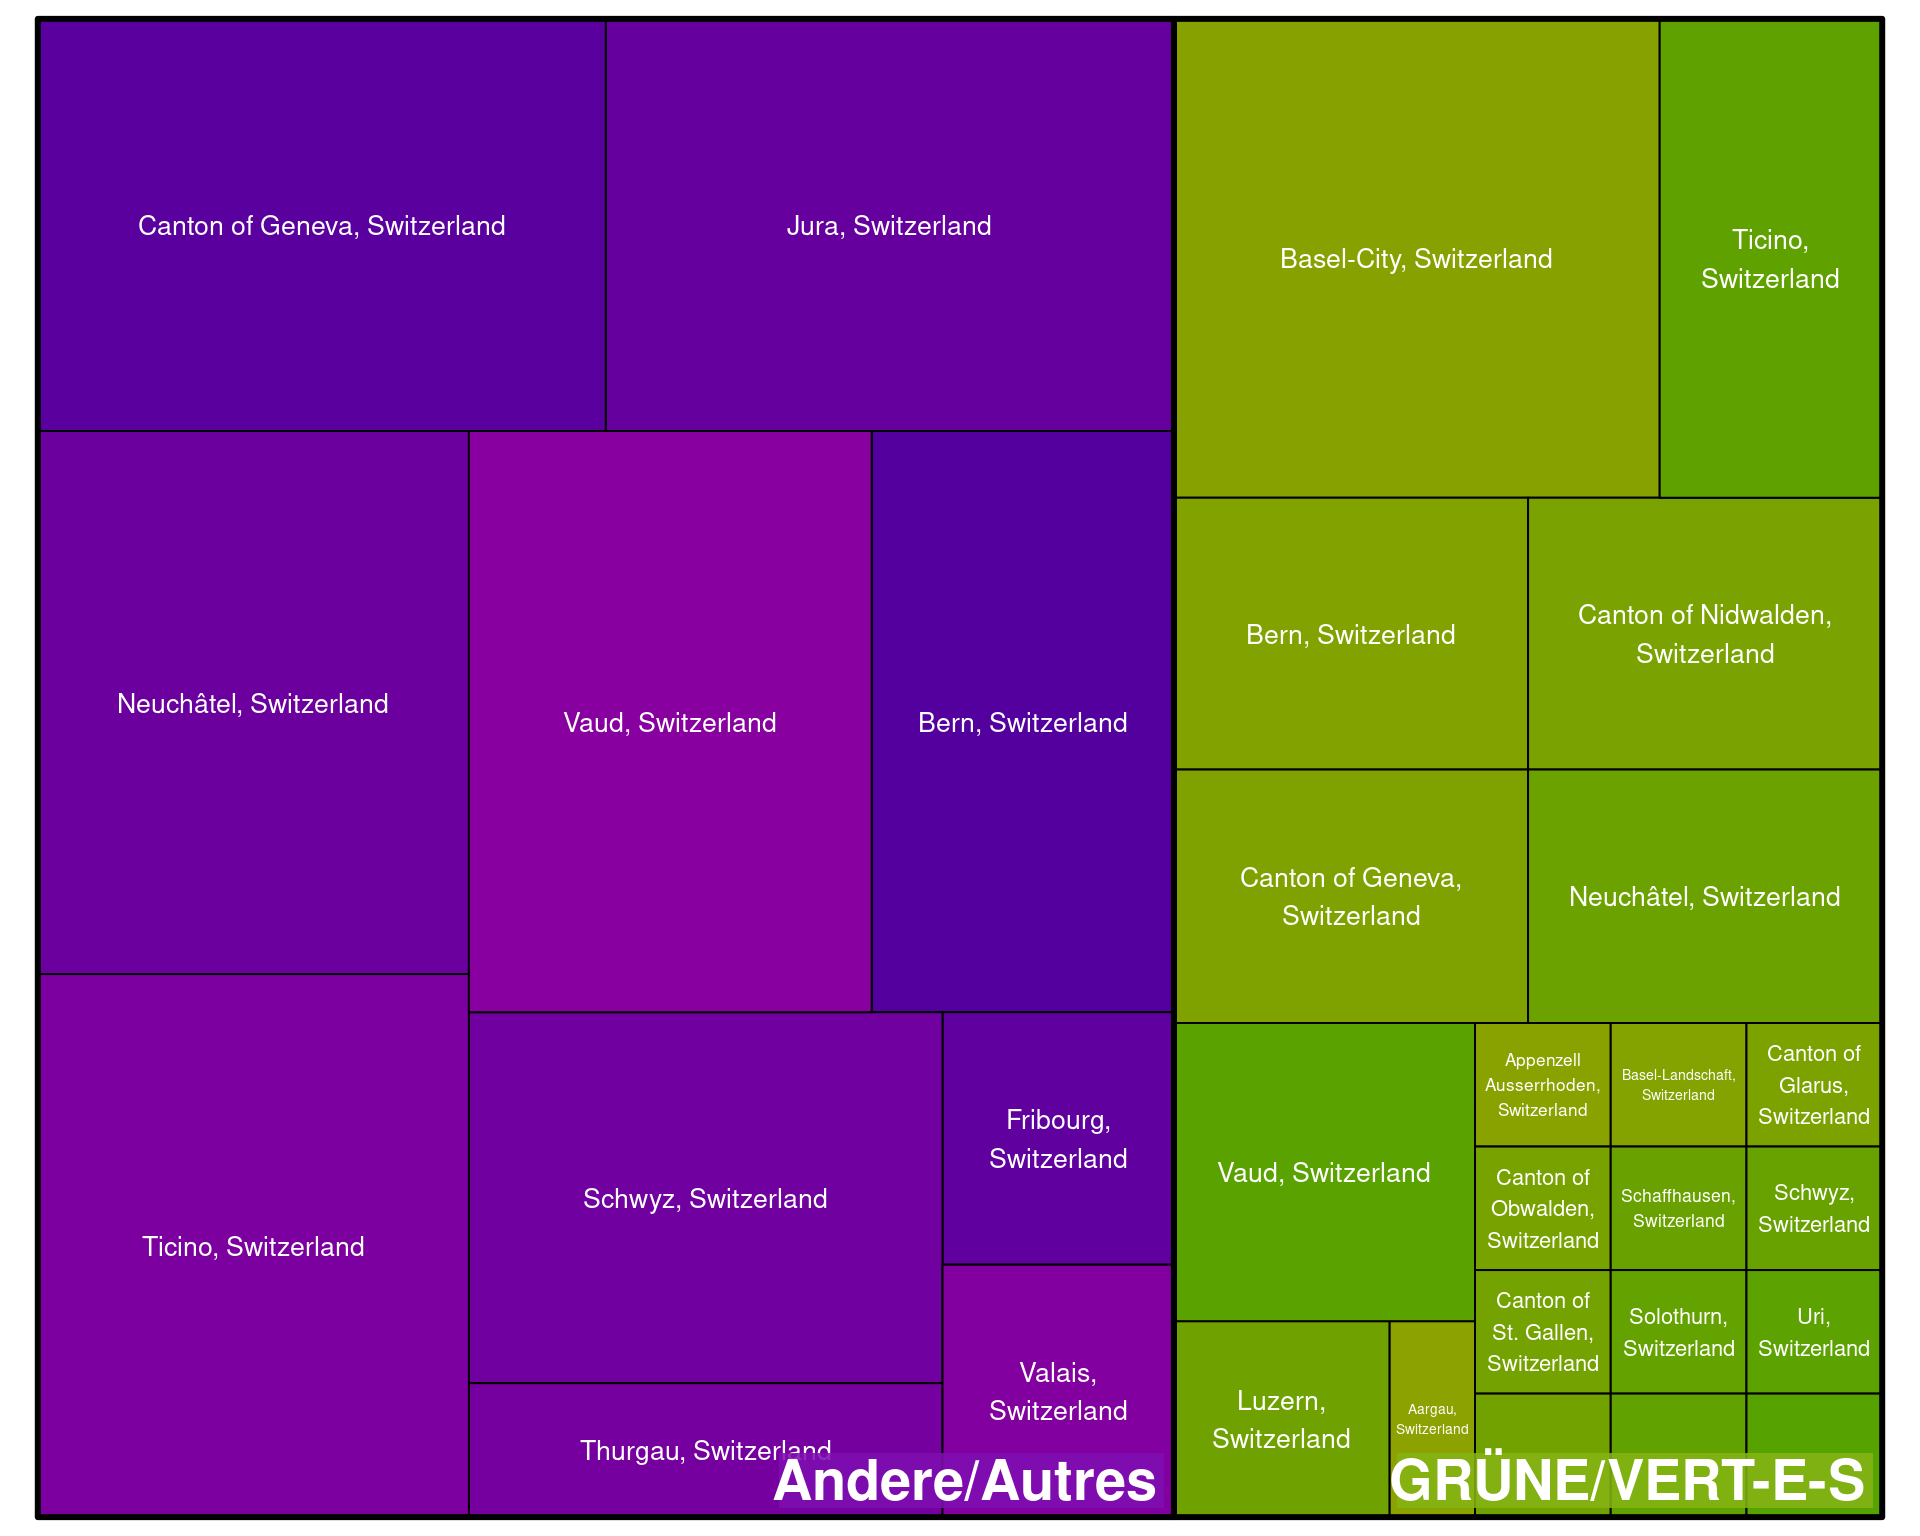 Canton of Geneva, Switzerland
Jura, Switzerland
Neuchâtel, Switzerland
Vaud, Switzerland
Bern, Switzerland
Ticino, Switzerland
Schwyz, Switzerland
Fribourg,
Switzerland
Valais,
Switzerland
Thurgau, Switzerland
Andere/Autres
Basel-City, Switzerland
Ticino,
Switzerland
Bern, Switzerland
Canton of Nidwalden,
Switzerland
Canton of Geneva,
Switzerland
Neuchâtel, Switzerland
Vaud, Switzerland
Appenzell
Ausserrhoden,
Switzerland
Basel-Landschaft,
Switzerland
Canton of
Glarus,
Switzerland
Canton of
Obwalden,
Switzerland
Schaffhausen,
Switzerland
Schwyz,
Switzerland
Canton of
St. Gallen,
Switzerland
Solothurn,
Switzerland
Uri,
Switzerland
Luzern,
Switzerland
Aargau,
Switzerland
GRÜNE/VERT-E-S